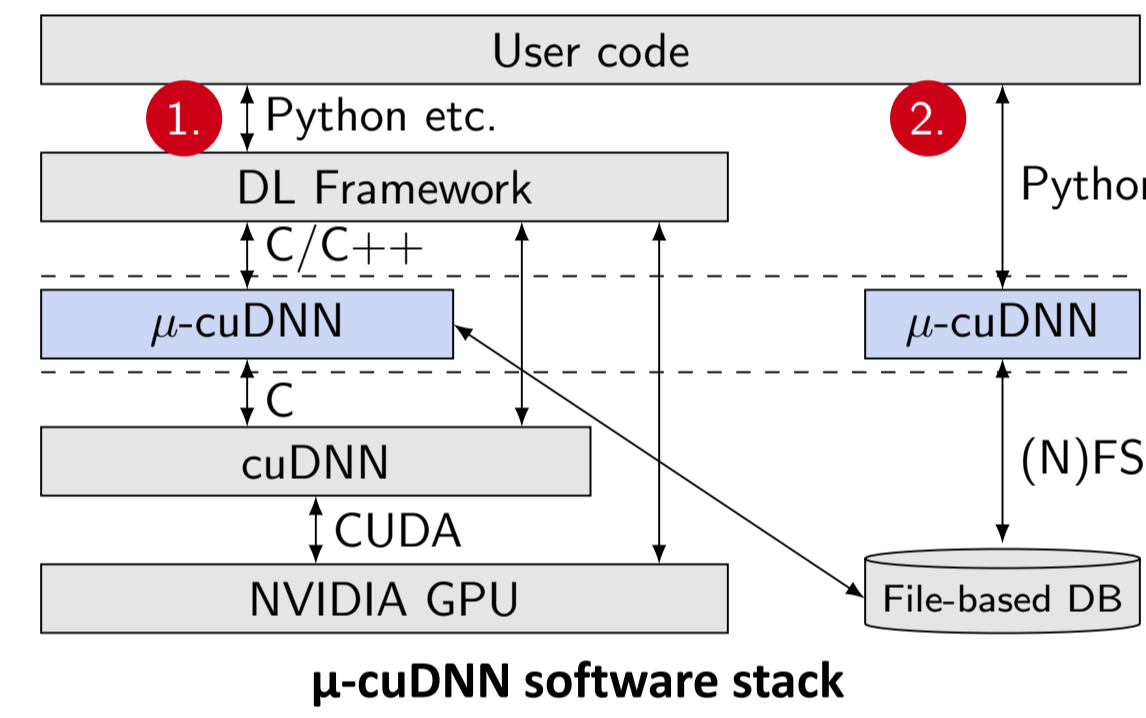 User code
1. Python etc.
2.
DL Framework
Pytho
C/C++
μ-cuDNN
μ-cuDNN
C
cuDNN
(N)FS
CUDA
NVIDIA GPU
File-based DB
μ-cuDNN software stack